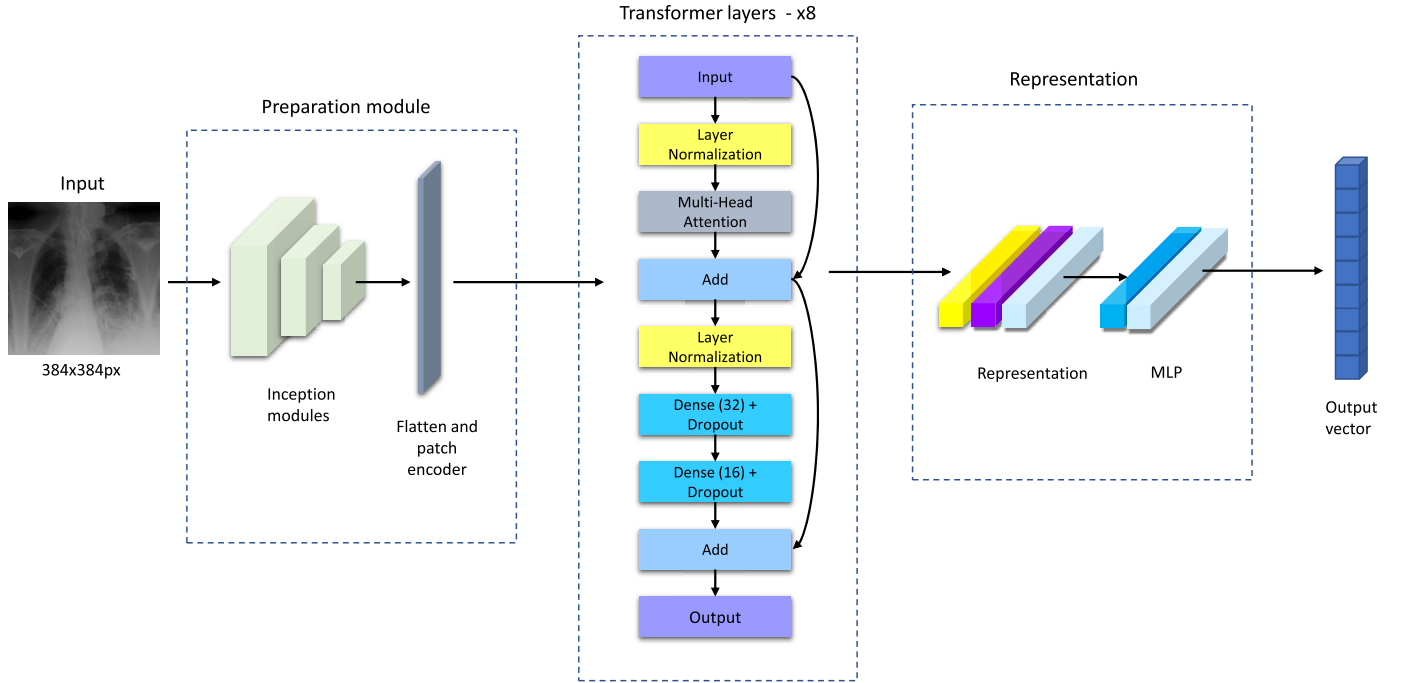 Input
384x384px
Preparation module
Inception
modules
Flatten and
patch
encoder
Transformer layers - x8
Input
Layer
Normalization
Multi-Head
Attention
Add
Layer
Normalization
Dense (32) +
Dropout
Dense (16) +
Dropout
Add
Output
Representation
Representation
MLP
Output
vector